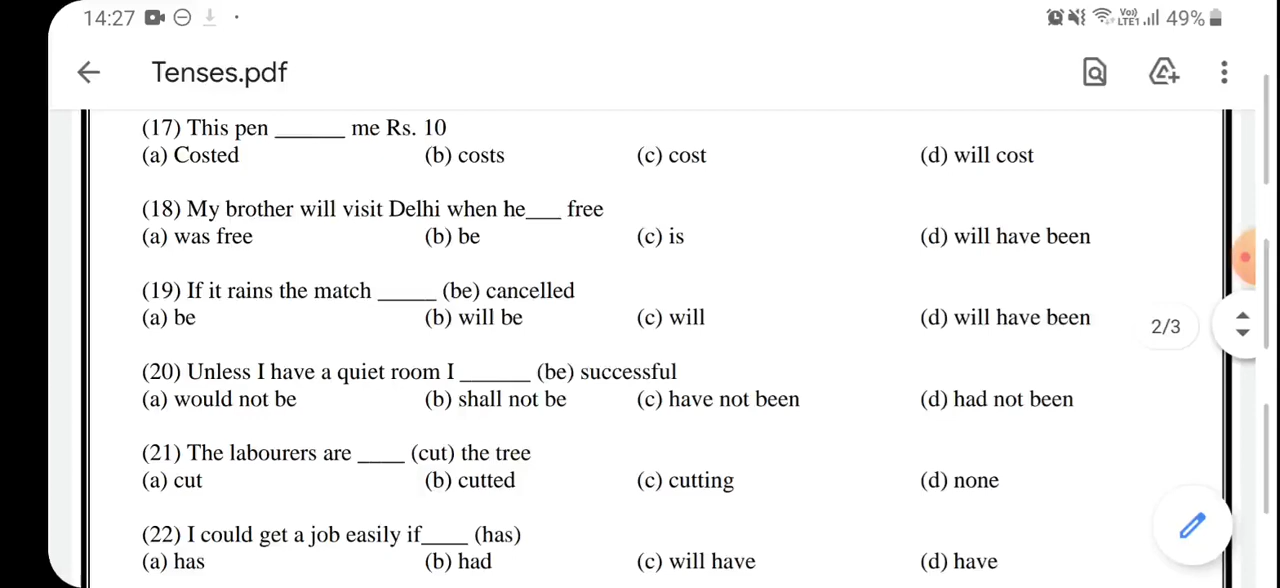 14:27
Vo)) LTE1 49%
Tenses.pdf
(17) This pen ______ me Rs. 10
(a) Costed (b) costs (c) cost (d) will cost
(18) My brother will visit Delhi when he___ free
(a) was free (b) be (c) is (d) will have been
(19) If it rains the match _____ (be) cancelled
(a) be (b) will be (c) will (d) will have been
2/3
(20) Unless I have a quiet room I ______ (be) successful
(a) would not be (b) shall not be (c) have not been (d) had not been
(21) The labourers are ____ (cut) the tree
(a) cut (b) cutted (c) cutting (d) none
(22) I could get a job easily if____ (has)
(a) has (b) had (c) will have (d) have